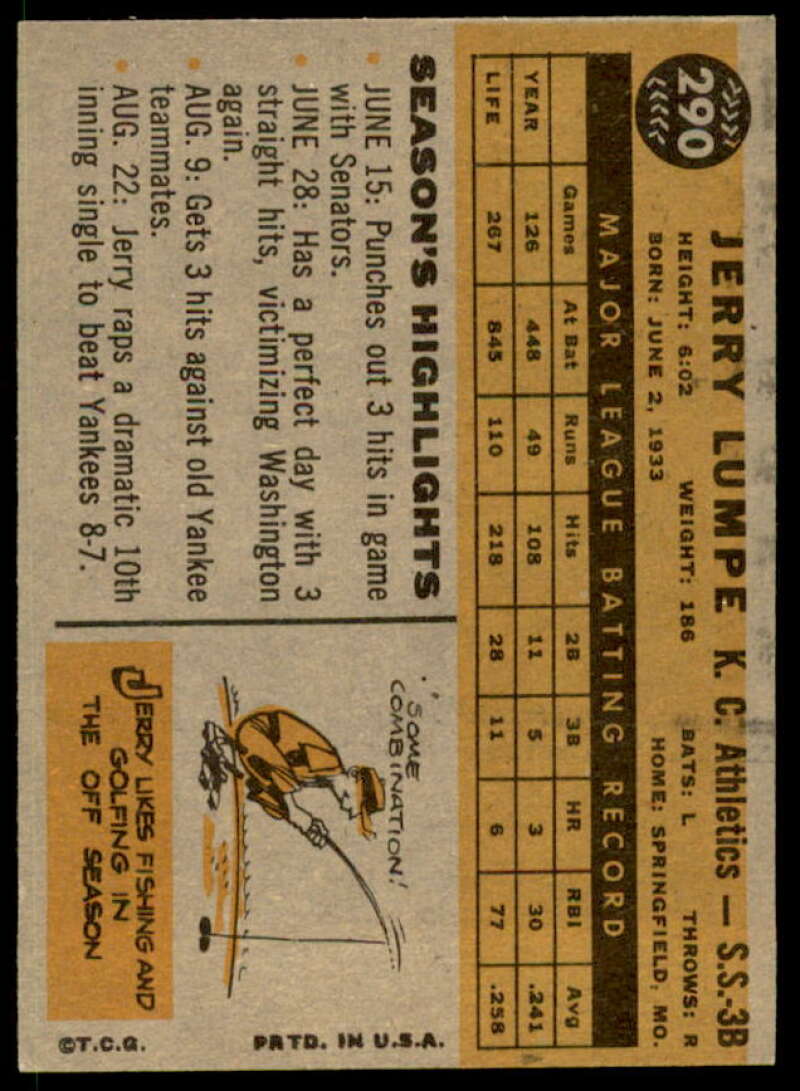 290
JERRY LUMPE K. C. Athletics — S.S.-3B
HEIGHT: 6:02 WEIGHT: 186 BATS: L THROWS: R
BORN: JUNE 2, 1933 HOME: SPRINGFIELD, MO.
MAJOR LEAGUE BATTING RECORD
Games At Bat Runs Hits 2B 3B HR RBI Avg
YEAR 126 448 49 108 11 5 3 30 .241
LIFE 267 845 110 218 28 11 6 77 .258
SEASON'S HIGHLIGHTS
• JUNE 15: Punches out 3 hits in game
with Senators.
• JUNE 28: Has a perfect day with 3
straight hits, victimizing Washington
again.
• AUG. 9: Gets 3 hits against old Yankee
teammates.
• AUG. 22: Jerry raps a dramatic 10th
inning single to beat Yankees 8-7.
"SOME
COMBINATION!
JERRY LIKES FISHING AND
GOLFING IN
THE OFF SEASON
©T.C.G. PRTD. IN U.S.A.